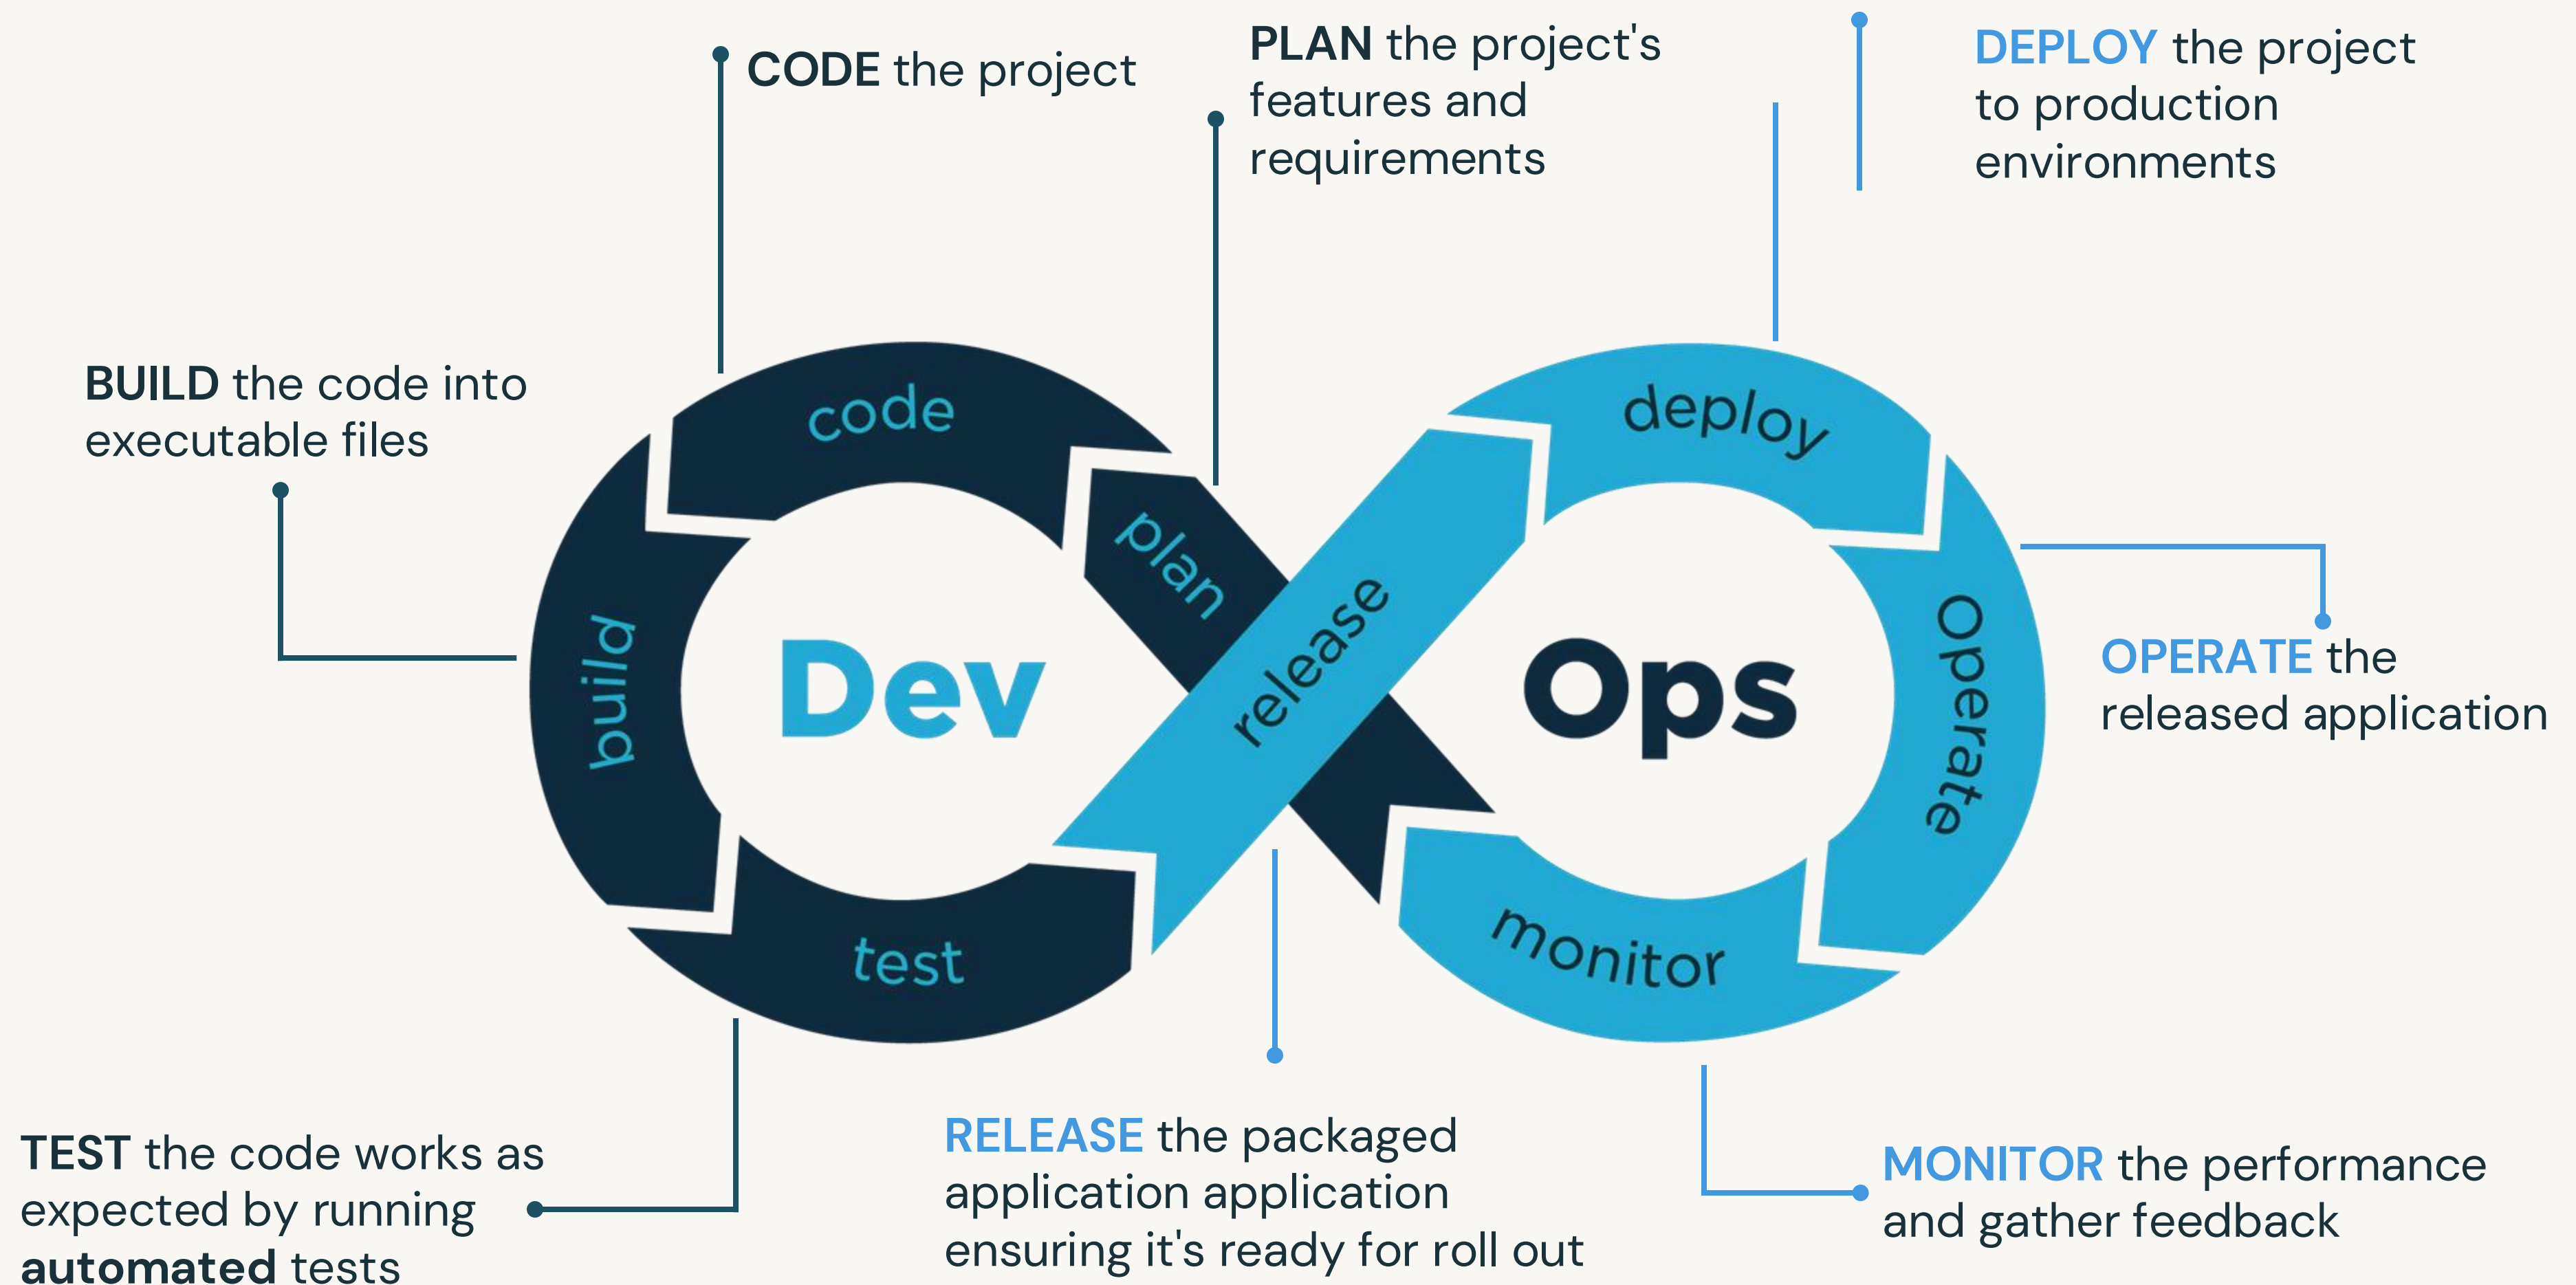 CODE the project
PLAN the project's
features and
requirements
DEPLOY the project
to production
environments
BUILD the code into
executable files
code
plan
build
test
Dev
release
Ops
deploy
Operate
monitor
OPERATE the
released application
TEST the code works as
expected by running
automated tests
RELEASE the packaged
application application
ensuring it's ready for roll out
MONITOR the performance
and gather feedback